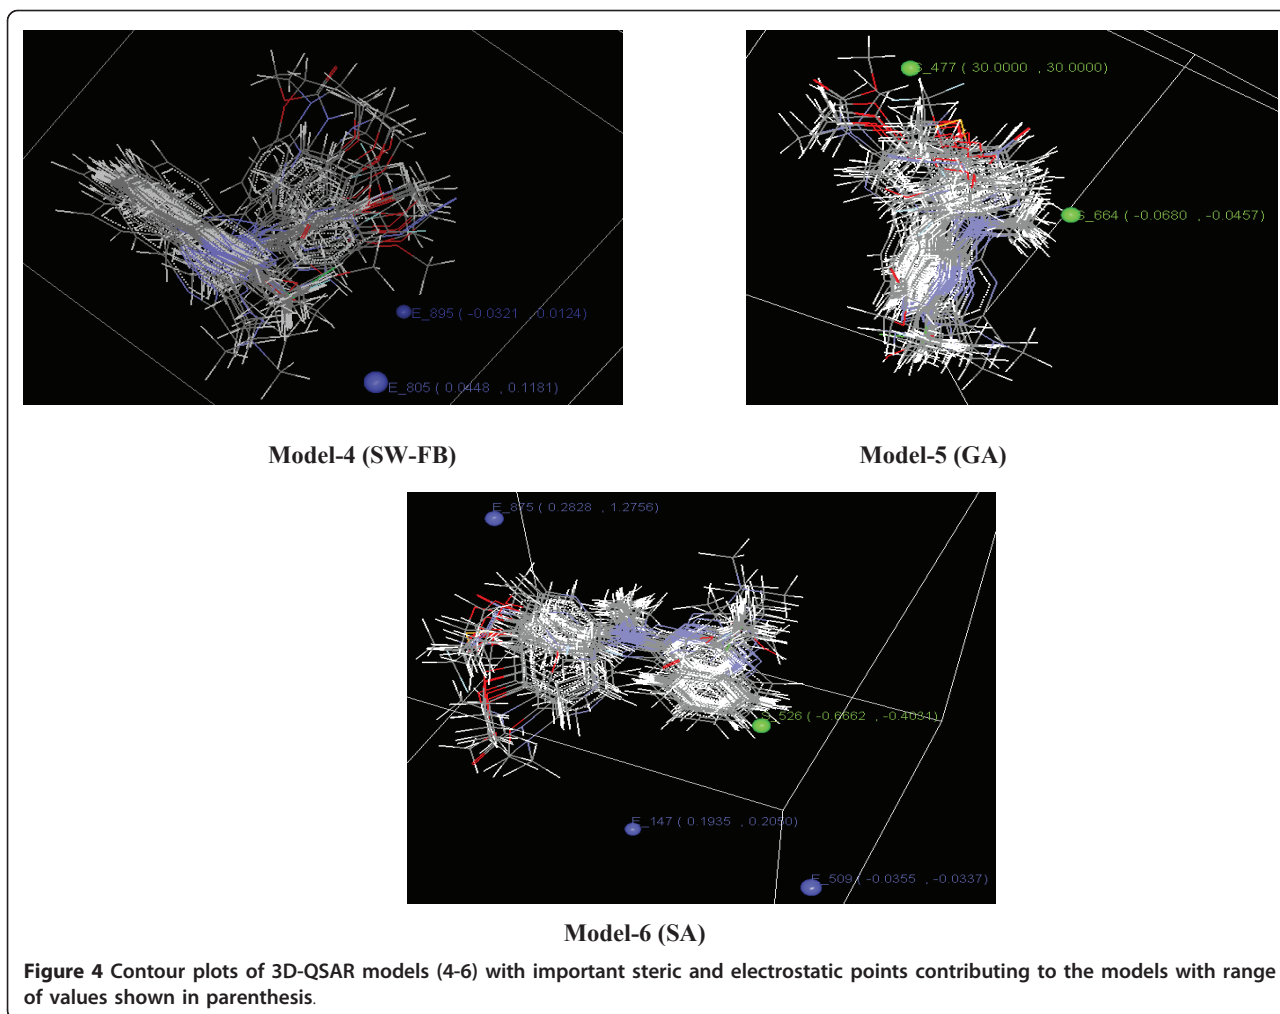 S_477 ( 30.0000 , 30.0000)
S_664 ( -0.0680 , -0.0457)
E_895 ( -0.0321 , 0.0124)
E_805 ( 0.0448 , 0.1181)
Model-4 (SW-FB)
Model-5 (GA)
E_875 ( 0.2828 , 1.2756)
S_526 ( -0.6662 , -0.4031)
E_147 ( 0.1935 , 0.2050)
E_509 ( -0.0355 , -0.0337)
Model-6 (SA)
Figure 4 Contour plots of 3D-QSAR models (4-6) with important steric and electrostatic points contributing to the models with range
of values shown in parenthesis.